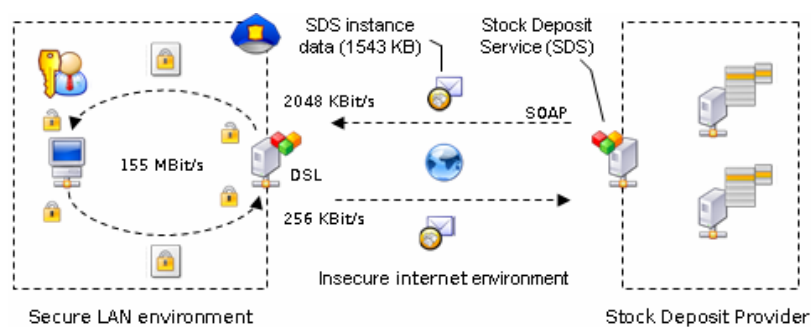 SDS instance
data (1543 KB)
Stock Deposit
Service (SDS)
2048 KBit/s
SOAP
155 MBit/s
DSL
256 KBit/s
Insecure internet environment
Secure LAN environment
Stock Deposit Provider